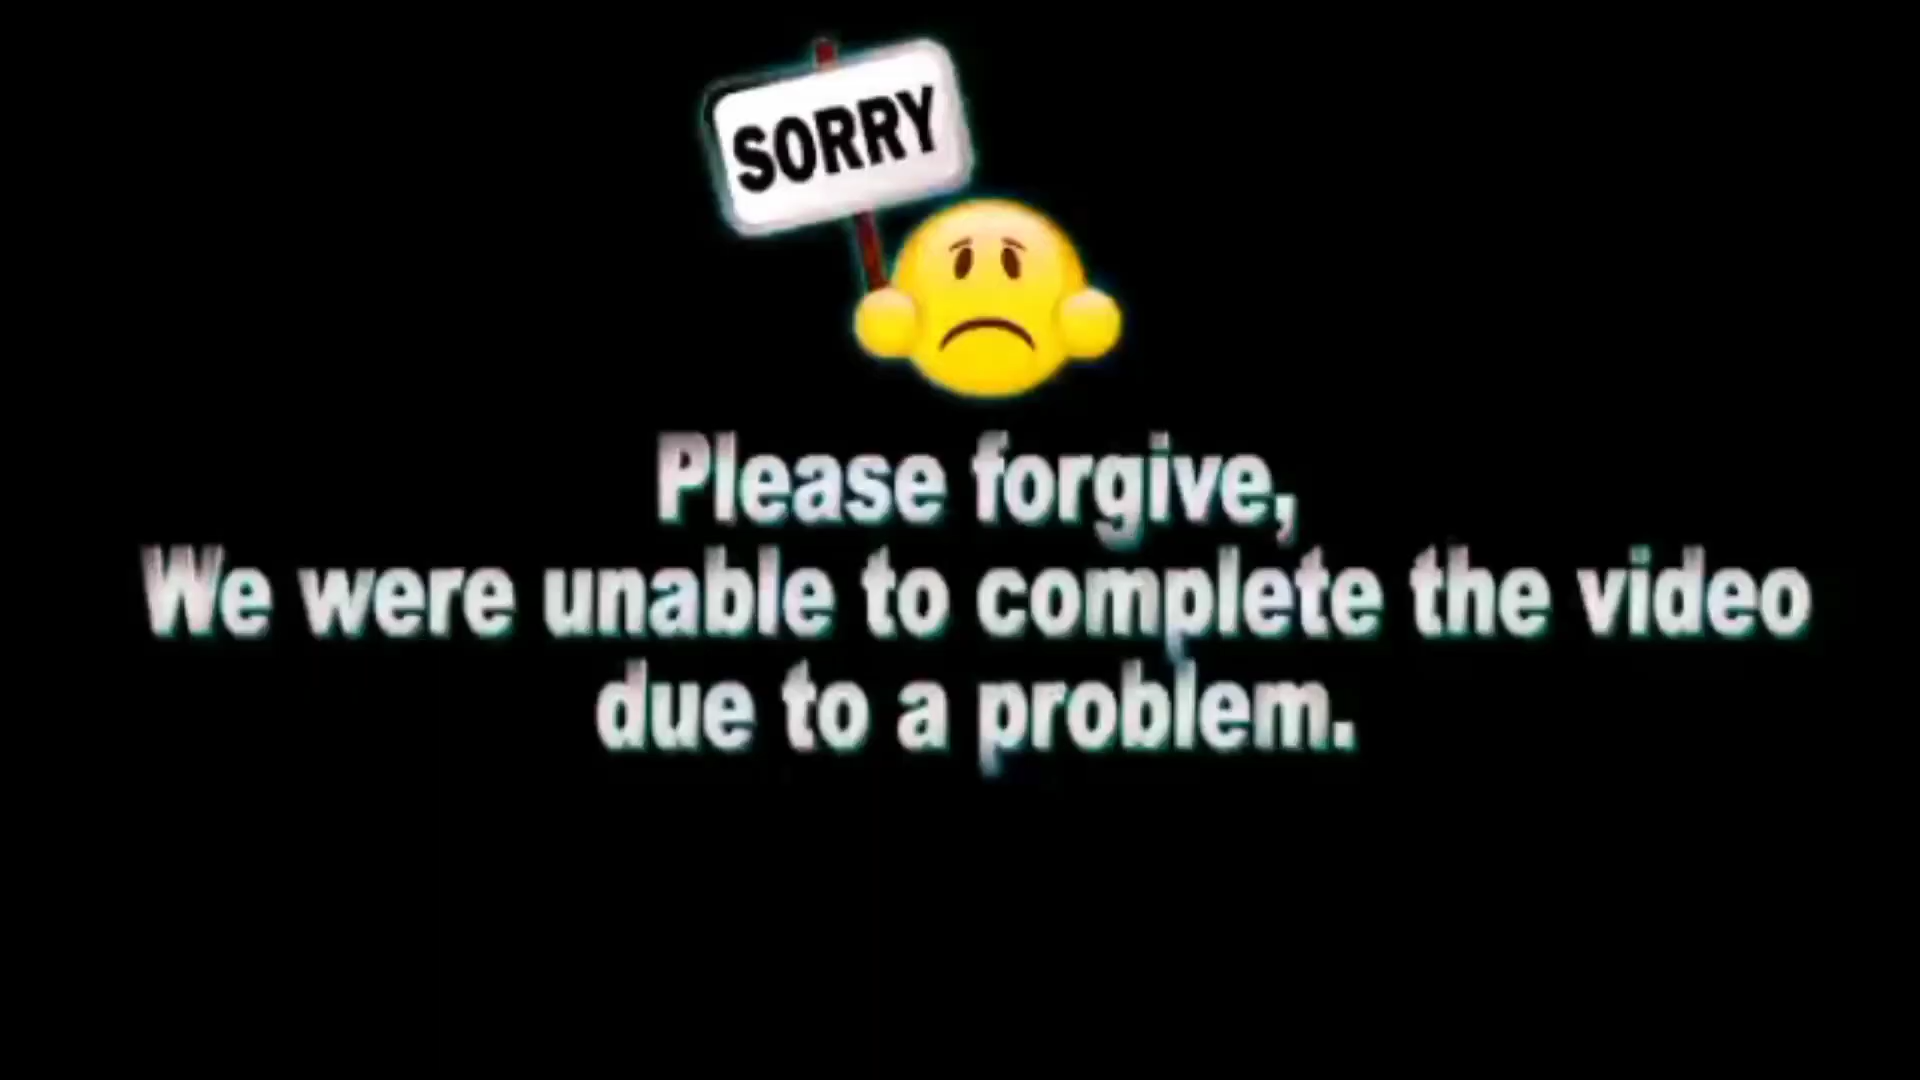 SORRY
Please forgive,
We were unable to complete the video
due to a problem.